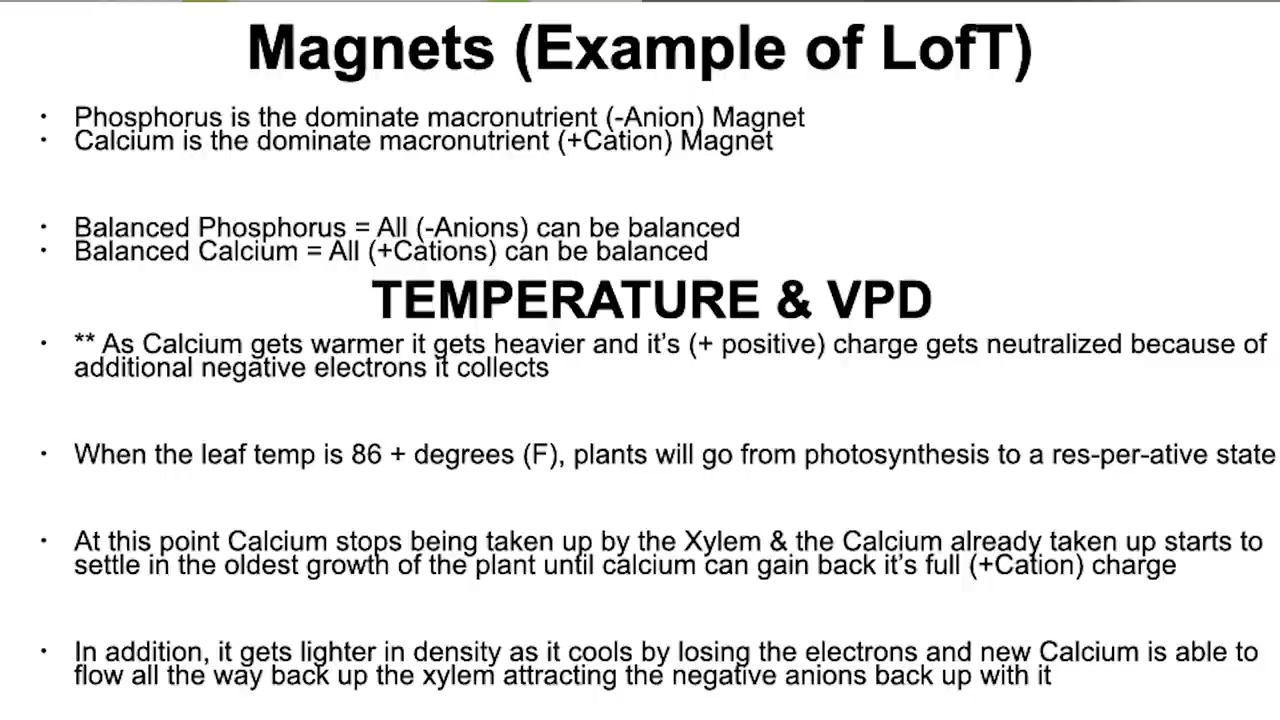 Magnets (Example of LofT)
• Phosphorus is the dominate macronutrient (-Anion) Magnet
• Calcium is the dominate macronutrient (+Cation) Magnet
• Balanced Phosphorus = All (-Anions) can be balanced
• Balanced Calcium = All (+Cations) can be balanced
TEMPERATURE & VPD
• ** As Calcium gets warmer it gets heavier and it's (+ positive) charge gets neutralized because of
additional negative electrons it collects
• When the leaf temp is 86 + degrees (F), plants will go from photosynthesis to a res-per-ative state
• At this point Calcium stops being taken up by the Xylem & the Calcium already taken up starts to
settle in the oldest growth of the plant until calcium can gain back it's full (+Cation) charge
• In addition, it gets lighter in density as it cools by losing the electrons and new Calcium is able to
flow all the way back up the xylem attracting the negative anions back up with it